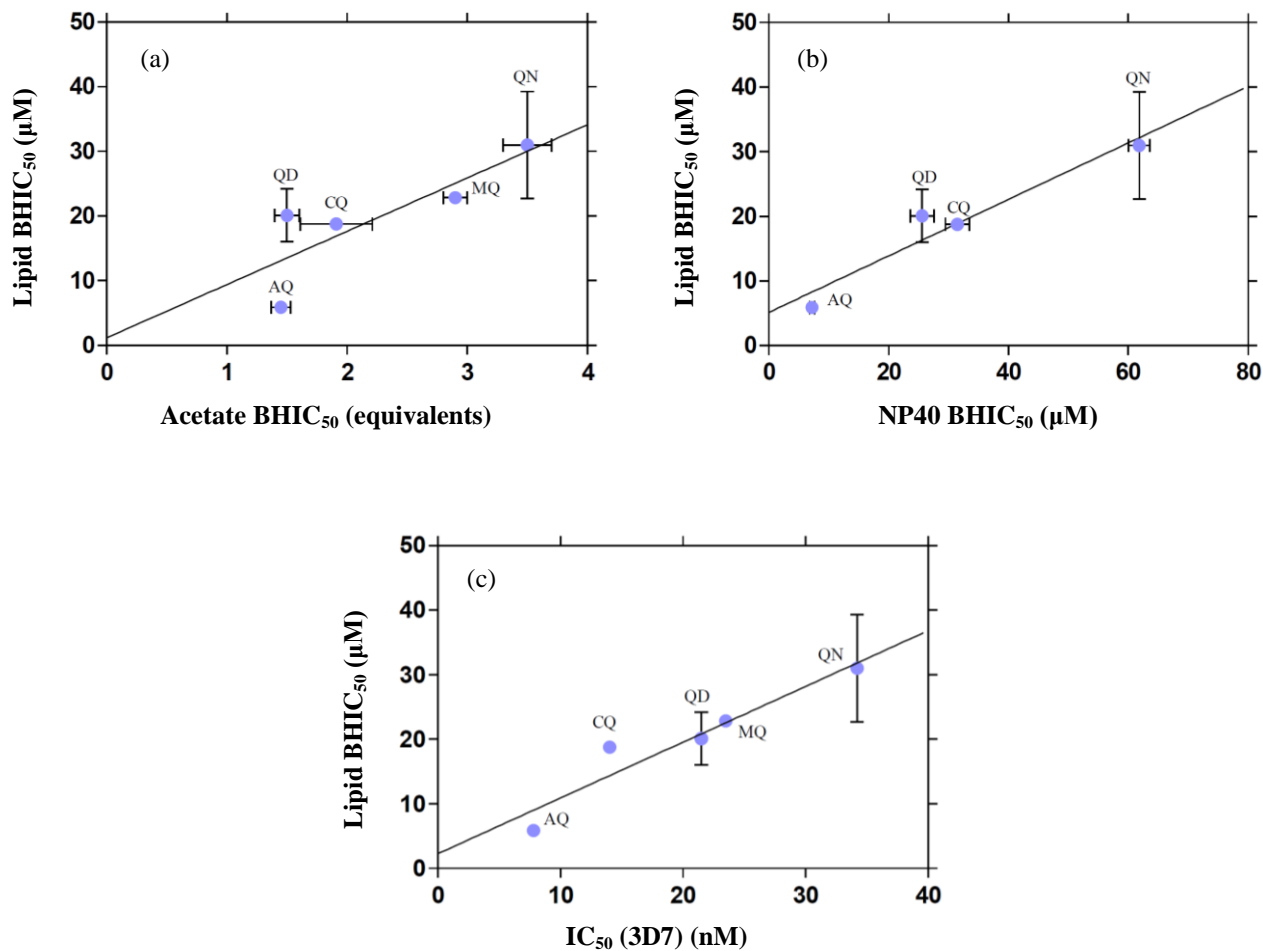 (a)
Lipid BHIC₅₀ (µM)
50
40
30
20
10
0
QN
QD
CQ
MQ
AQ
0 1 2 3 4
Acetate BHIC₅₀ (equivalents)
(b)
Lipid BHIC₅₀ (µM)
50
40
30
20
10
0
QN
QD
CQ
AQ
0 20 40 60 80
NP40 BHIC₅₀ (µM)
(c)
Lipid BHIC₅₀ (µM)
50
40
30
20
10
0
QN
QD
CQ
MQ
AQ
0 10 20 30 40
IC₅₀ (3D7) (nM)